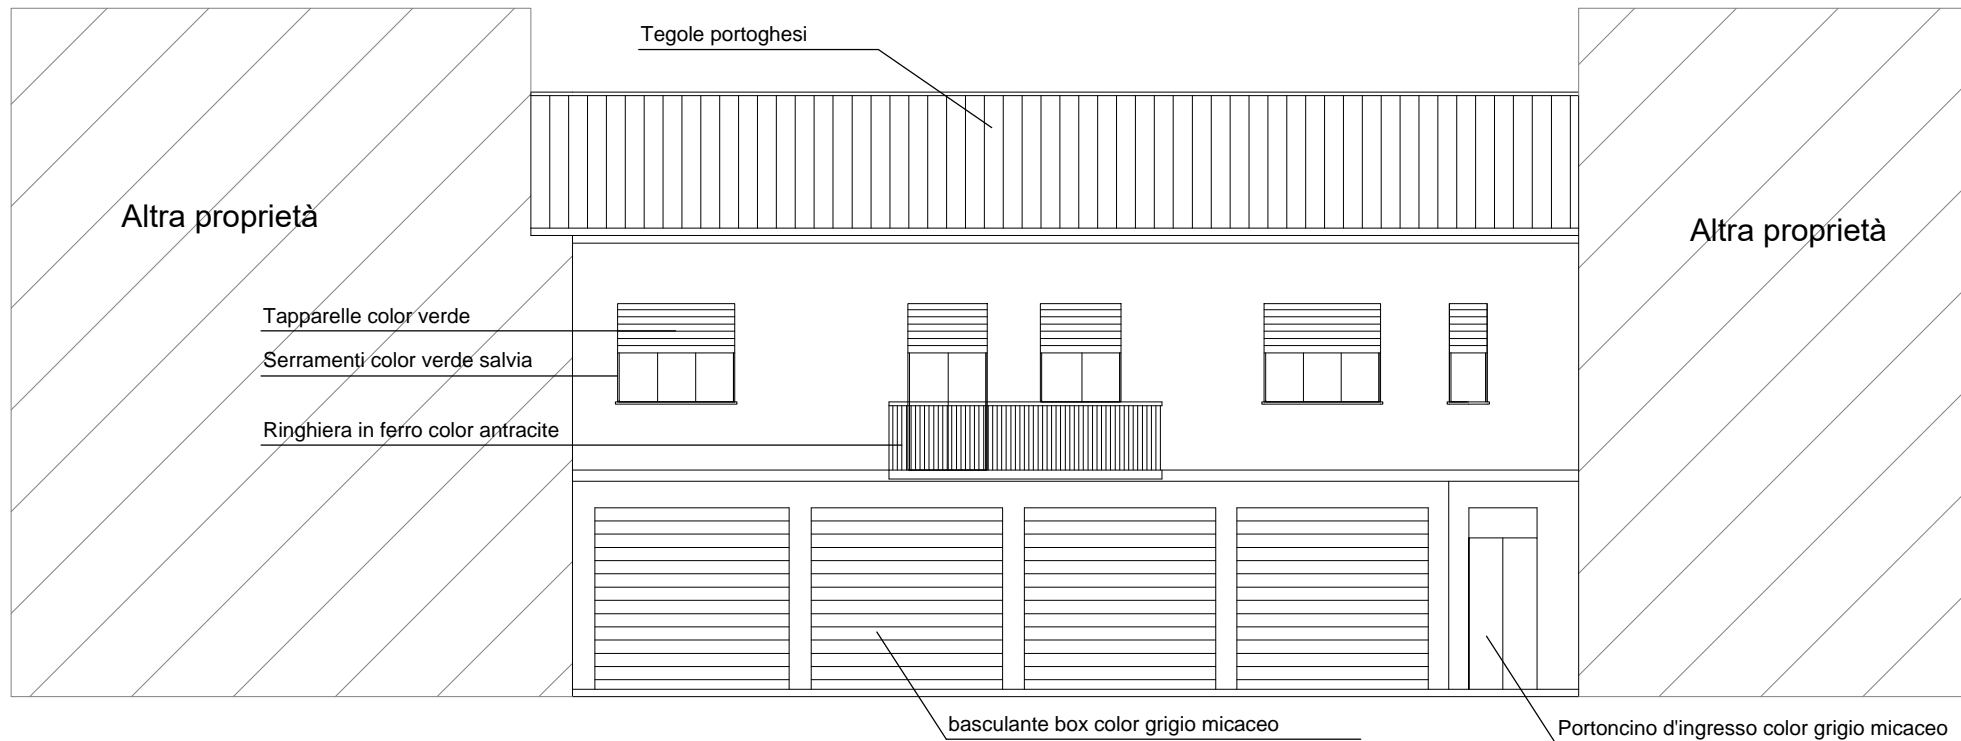 Tegole portoghesi
Altra proprietà
Altra proprietà
Tapparelle color verde
Serramenti color verde salvia
Ringhiera in ferro color antracite
basculante box color grigio micaceo
Portoncino d'ingresso color grigio micaceo